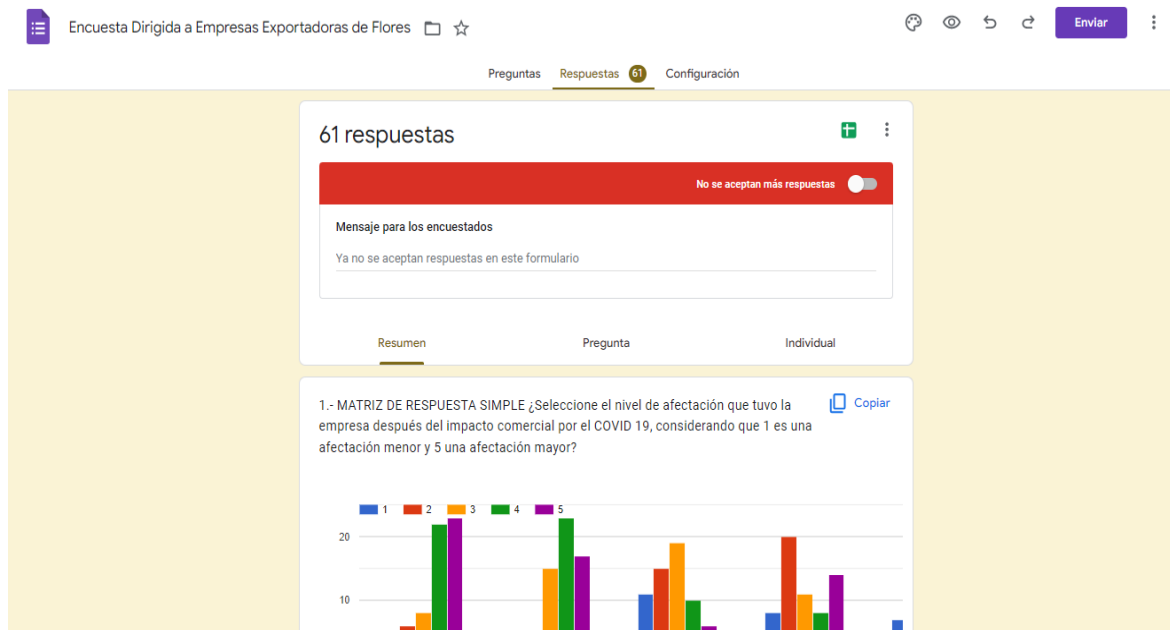 Encuesta Dirigida a Empresas Exportadoras de Flores
Enviar
Preguntas Respuestas 61 Configuración
61 respuestas
No se aceptan más respuestas
Mensaje para los encuestados
Ya no se aceptan respuestas en este formulario
Resumen Pregunta Individual
1.- MATRIZ DE RESPUESTA SIMPLE ¿Seleccione el nivel de afectación que tuvo la
empresa después del impacto comercial por el COVID 19, considerando que 1 es una
afectación menor y 5 una afectación mayor?
Copiar
1 2 3 4 5
20
10